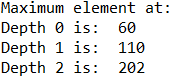 Maximum element at:
Depth 0 is:  60
Depth 1 is:  110
Depth 2 is:  202